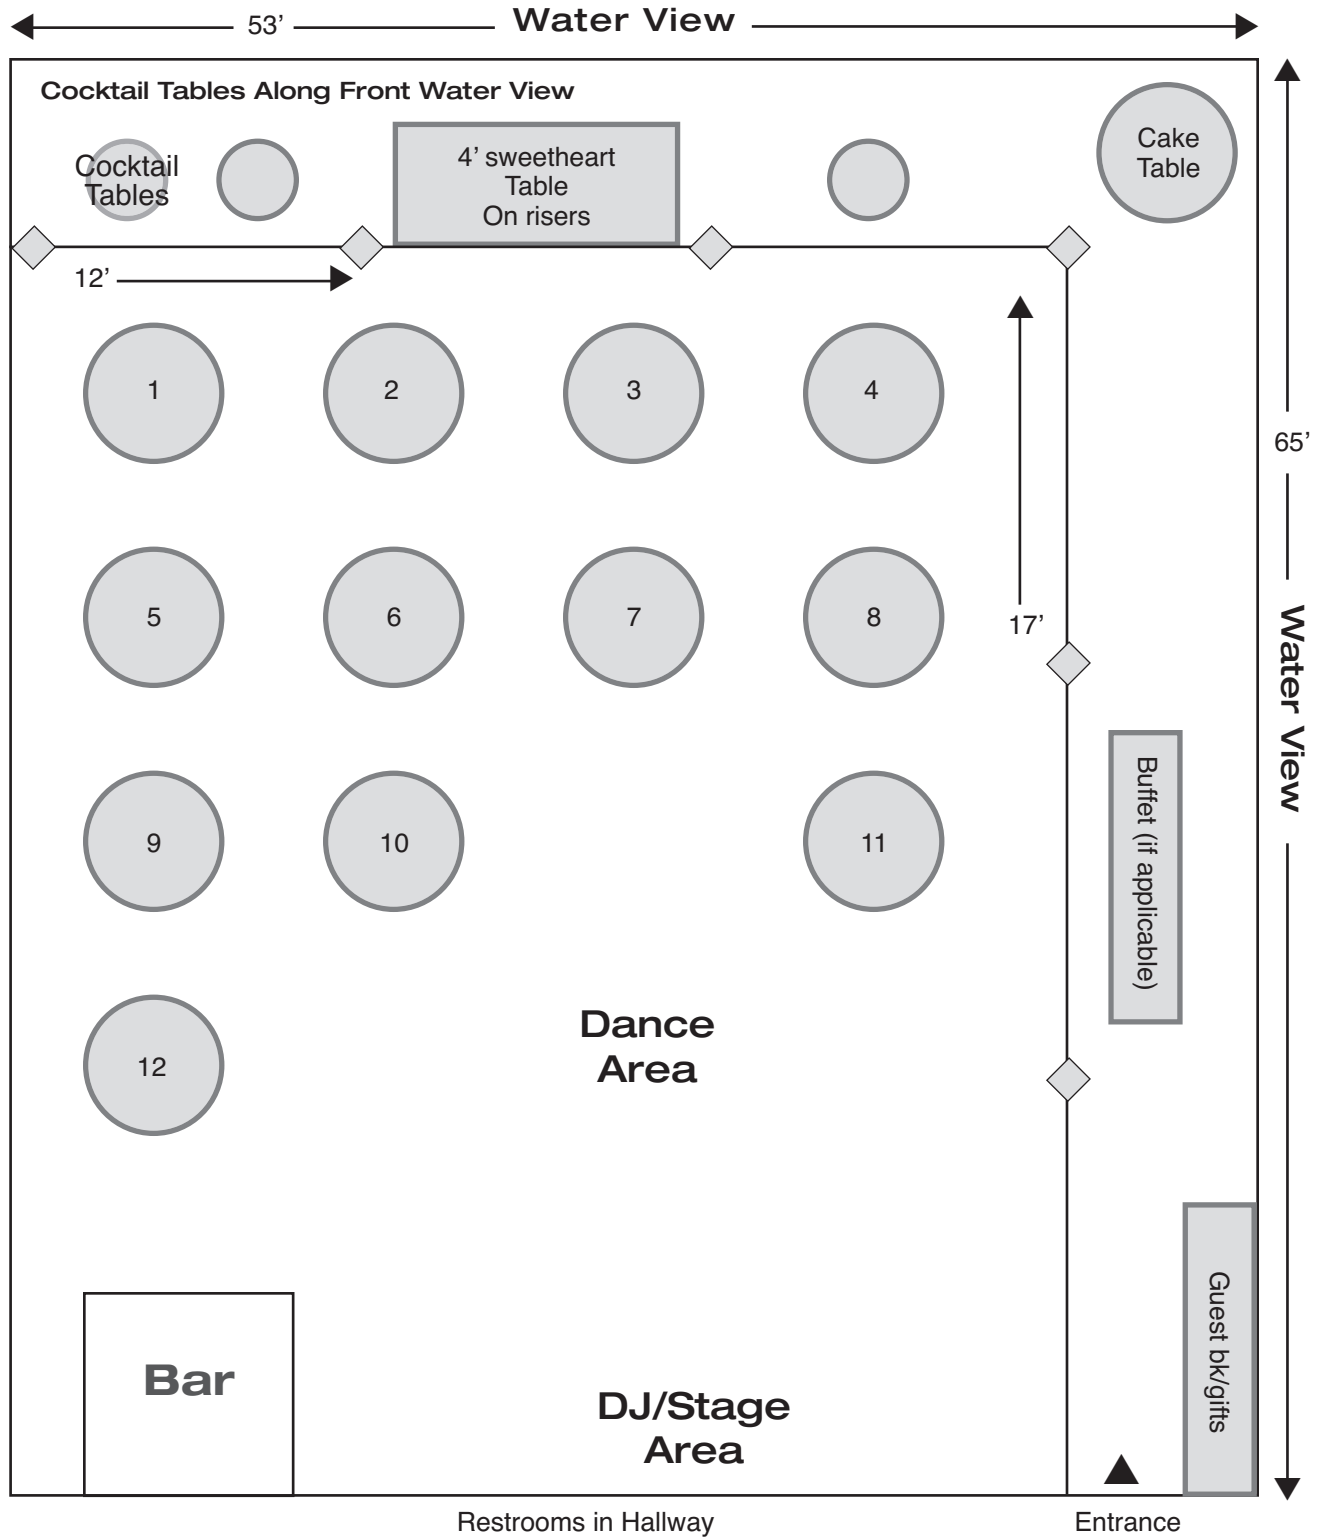 53’
Water View
Cocktail Tables Along Front Water View
Cocktail
Tables
4’ sweetheart
Table
On risers
Cake
Table
12’
1
2
3
4
65’
5
6
7
8
17’
Water View
9
10
11
Buffet (if applicable)
Dance
Area
12
Guest bk/gifts
Bar
DJ/Stage
Area
Restrooms in Hallway
Entrance